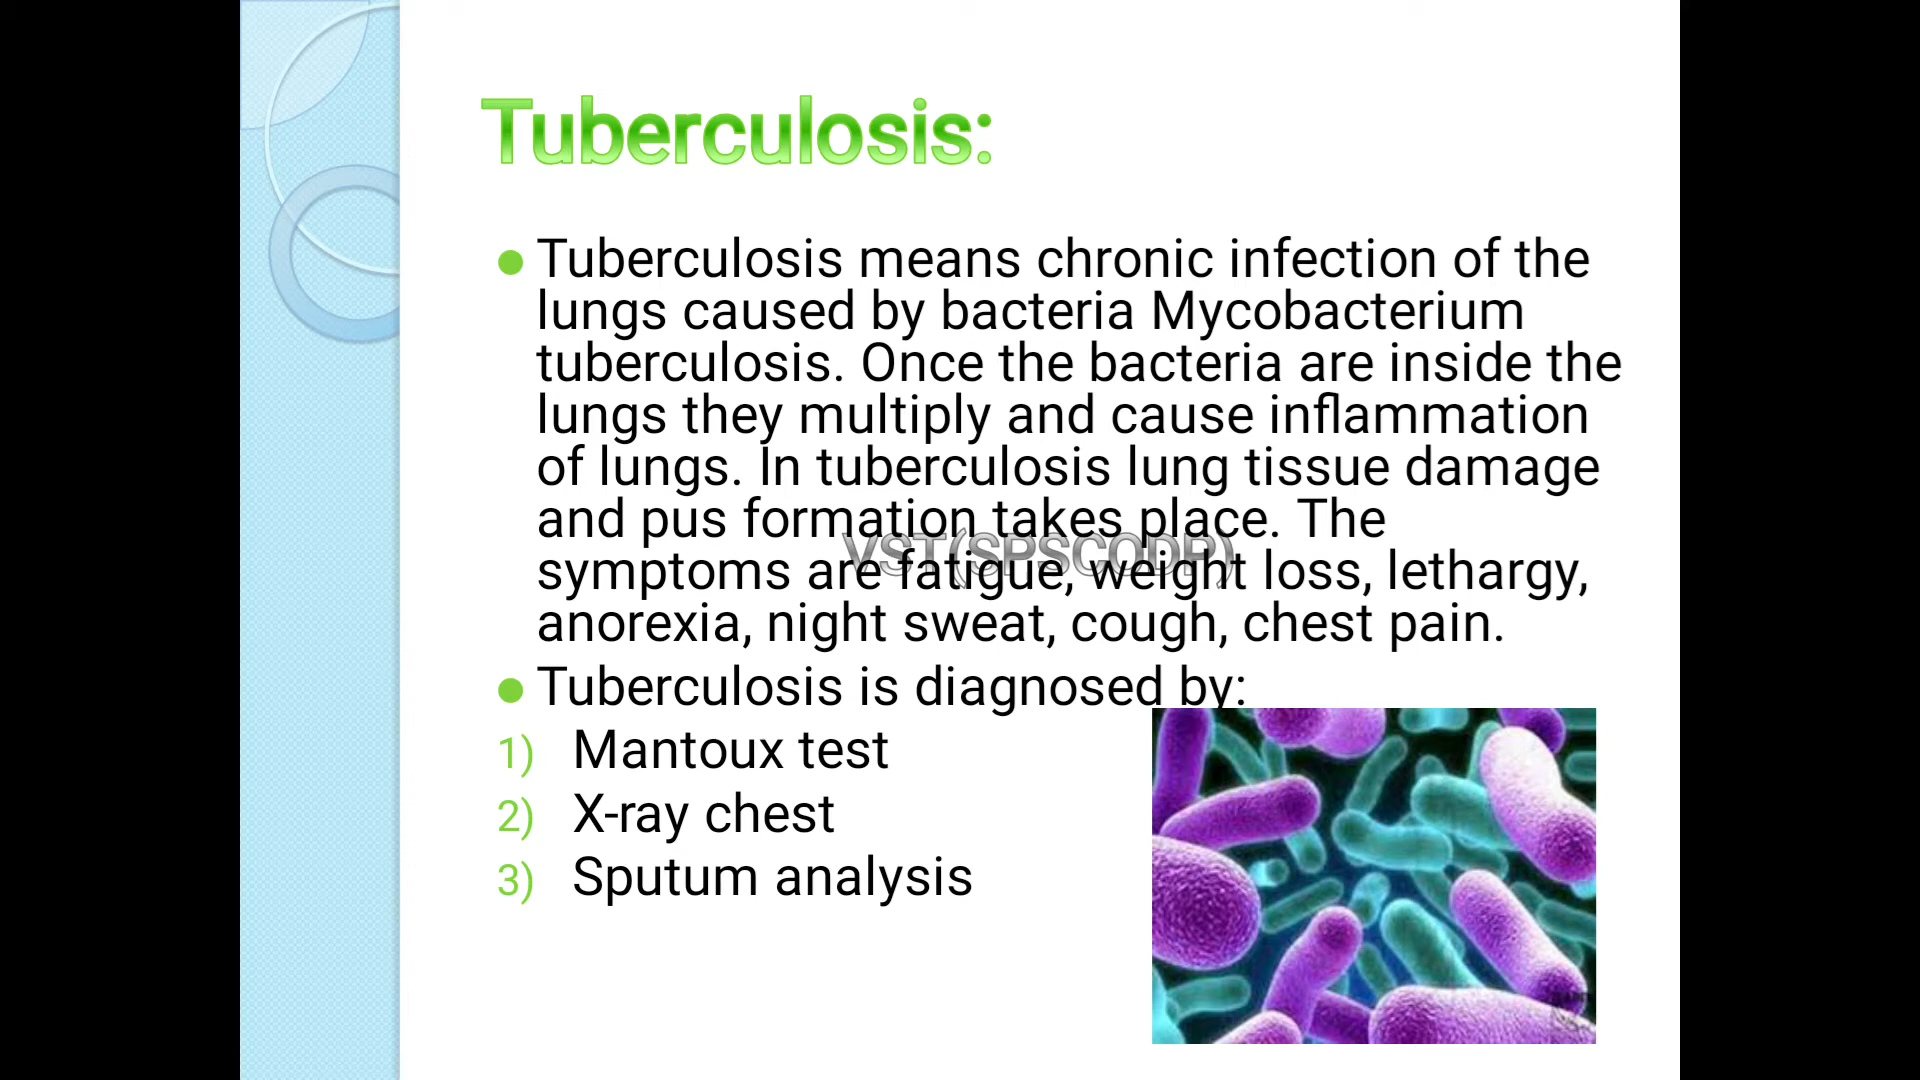 Tuberculosis:
Tuberculosis means chronic infection of the
lungs caused by bacteria Mycobacterium
tuberculosis. Once the bacteria are inside the
lungs they multiply and cause inflammation
of lungs. In tuberculosis lung tissue damage
and pus formation takes place. The
VST(SPSCODP)
symptoms are fatigue, weight loss, lethargy,
anorexia, night sweat, cough, chest pain.
Tuberculosis is diagnosed by:
1) Mantoux test
2) X-ray chest
3) Sputum analysis